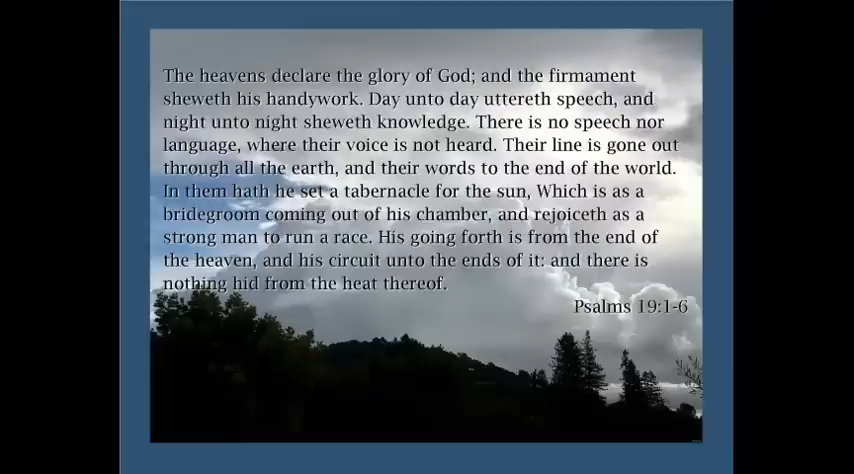 The heavens declare the glory of God; and the firmament
sheweth his handywork. Day unto day uttereth speech, and
night unto night sheweth knowledge. There is no speech nor
language, where their voice is not heard. Their line is gone out
through all the earth, and their words to the end of the world.
In them hath he set a tabernacle for the sun, Which is as a
bridegroom coming out of his chamber, and rejoiceth as a
strong man to run a race. His going forth is from the end of
the heaven, and his circuit unto the ends of it: and there is
nothing hid from the heat thereof.
Psalms 19:1-6